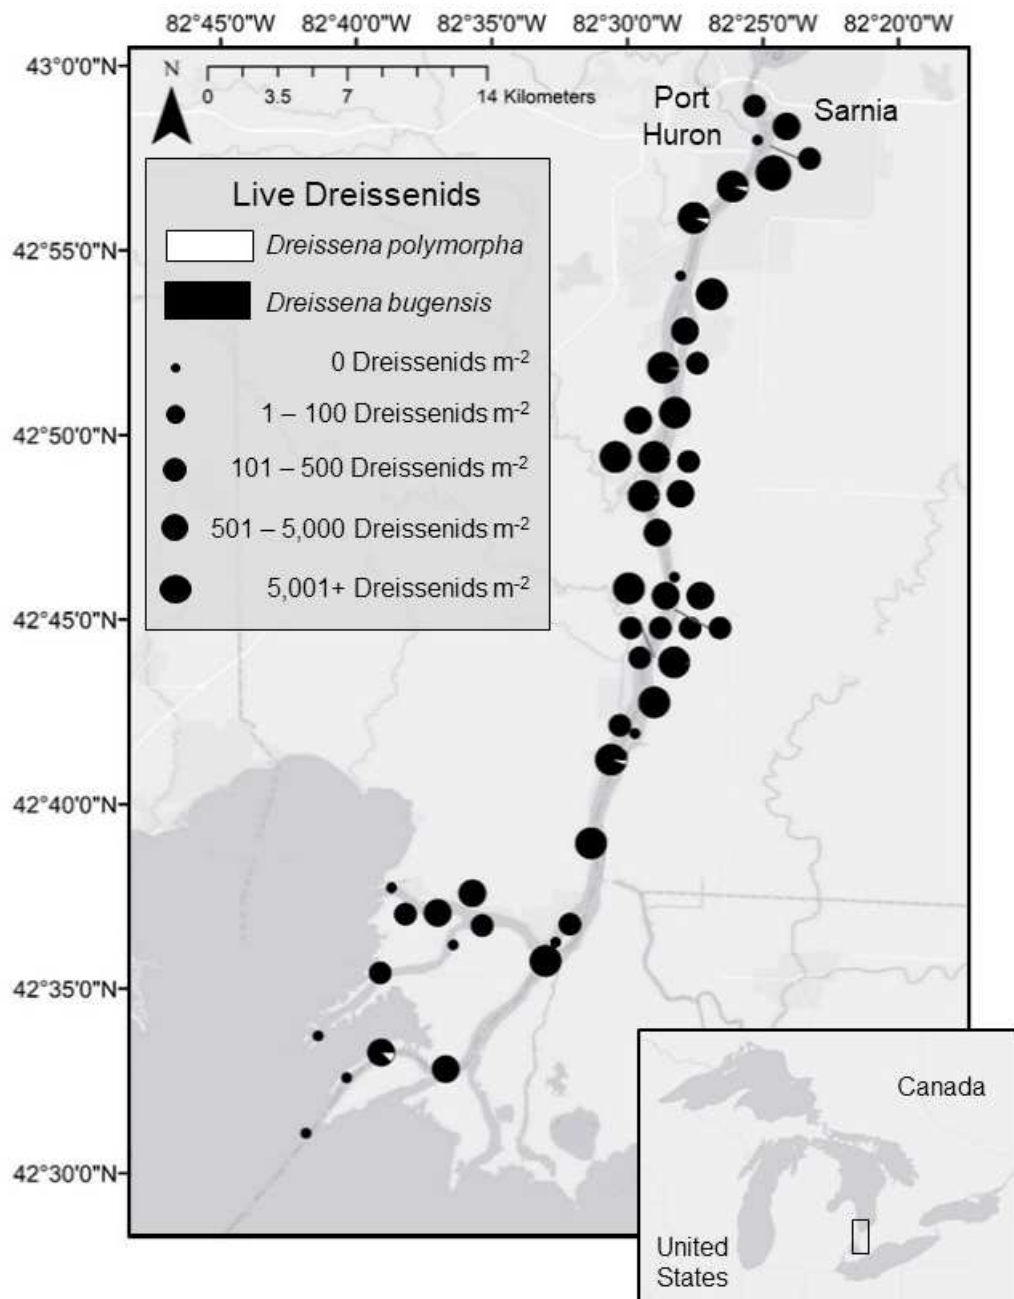 82°45'0"W 82°40'0"W 82°35'0"W 82°30'0"W 82°25'0"W 82°20'0"W
43°0'0"N
N
0 3.5 7 14 Kilometers
Port
Huron
Sarnia
Live Dreissenids
Dreissena polymorpha
42°55'0"N
Dreissena bugensis
0 Dreissenids m-2
1 – 100 Dreissenids m-2
42°50'0"N
101 – 500 Dreissenids m-2
501 – 5,000 Dreissenids m-2
5,001+ Dreissenids m-2
42°45'0"N
42°40'0"N
42°35'0"N
42°30'0"N
Canada
United
States